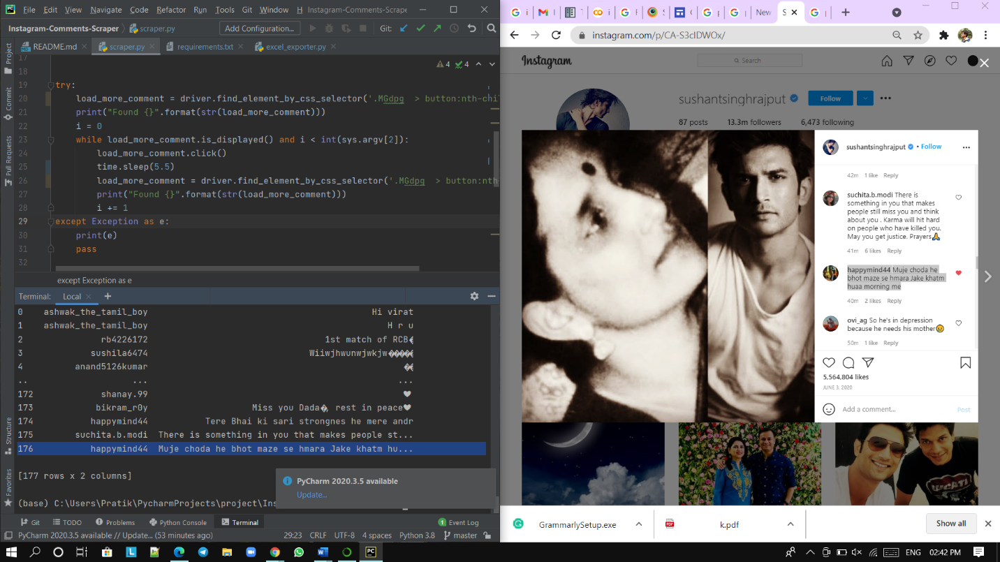 File Edit View Navigate Code Refactor Run Tools Git Window H Instagram-Comments-Scrape
Instagram-Comments-Scraper scraper.py Add Configuration... Git:
README.md scraper.py requirements.txt excel_exporter.py
4 4
17
18
19 try:
20 load_more_comment = driver.find_element_by_css_selector('.MGdpg > button:nth-chi
21 print("Found {}".format(str(load_more_comment)))
22 i = 0
23 while load_more_comment.is_displayed() and i < int(sys.argv[2]):
24 load_more_comment.click()
25 time.sleep(5.5)
26 load_more_comment = driver.find_element_by_css_selector('.MGdpg > button:nth-
27 print("Found {}".format(str(load_more_comment)))
28 i += 1
29 except Exception as e:
30 print(e)
31 pass
32
except Exception as e
Terminal: Local
0 ashwak_the_tamil_boy Hi virat
1 ashwak_the_tamil_boy H r u
2 rb4226172 1st match of RCB�
3 sushila6474 Wiiwjhwunwjwkjw�����
4 anand5126kumar ��
.. ... ...
172 shanay.99 ♥
173 bikram_r0y Miss you Dada�, rest in peace♥
174 happymind44 Tere Bhai ki sari strongnes he mere andr
175 suchita.b.modi There is something in you that makes people st...
176 happymind44 Muje choda he bhot maze se hmara Jake khatm hu...
[177 rows x 2 columns]
(base) C:\Users\Pratik\PycharmProjects\project\Ins
PyCharm 2020.3.5 available
Update...
Project
Commit
Pull Requests
Structure
Favorites
Git TODO Problems Python Console Terminal 1 Event Log
PyCharm 2020.3.5 available // Update... (53 minutes ago) 29:23 CRLF UTF-8 4 spaces Python 3.8 master
New
instagram.com/p/CA-S3clDWOx/
Instagram
Search
sushantsinghrajput Follow
87 posts 13.3m followers 6,473 following
sushantsinghrajput • Follow
42m 1 like Reply
suchita.b.modi There is
something in you that makes
people still miss you and think
about you . Karma will hit hard
on people who have killed you.
May you get justice. Prayers🙏
41m 6 likes Reply
happymind44 Muje choda he
bhot maze se hmara Jake khatm
huaa morning me
40m 2 likes Reply
ovi_ag So he's in depression
because he needs his mother😢
50m 1 like Reply
5,564,804 likes
JUNE 3, 2020
Add a comment... Post
GrammarlySetup.exe k.pdf Show all
ENG 02:42 PM